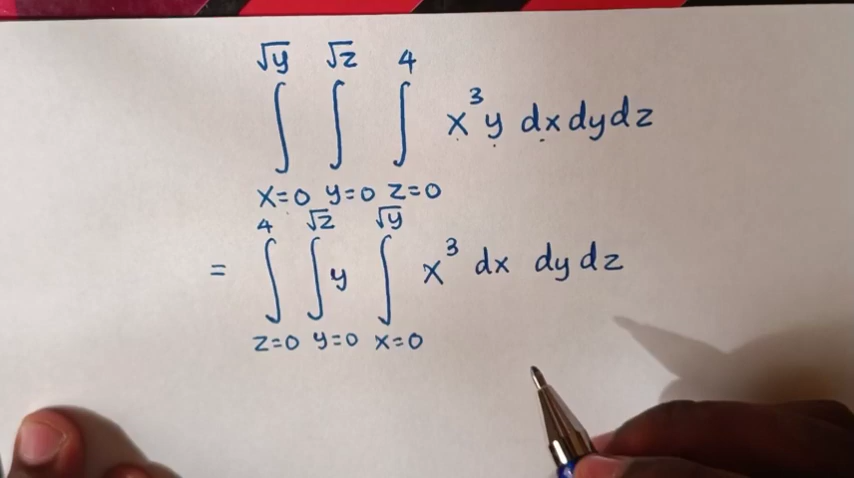 √y √z 4
∫ ∫ ∫ x³y dx dy dz
x=0 y=0 z=0
4 √z √y
= ∫ ∫ y ∫ x³ dx dy dz
z=0 y=0 x=0